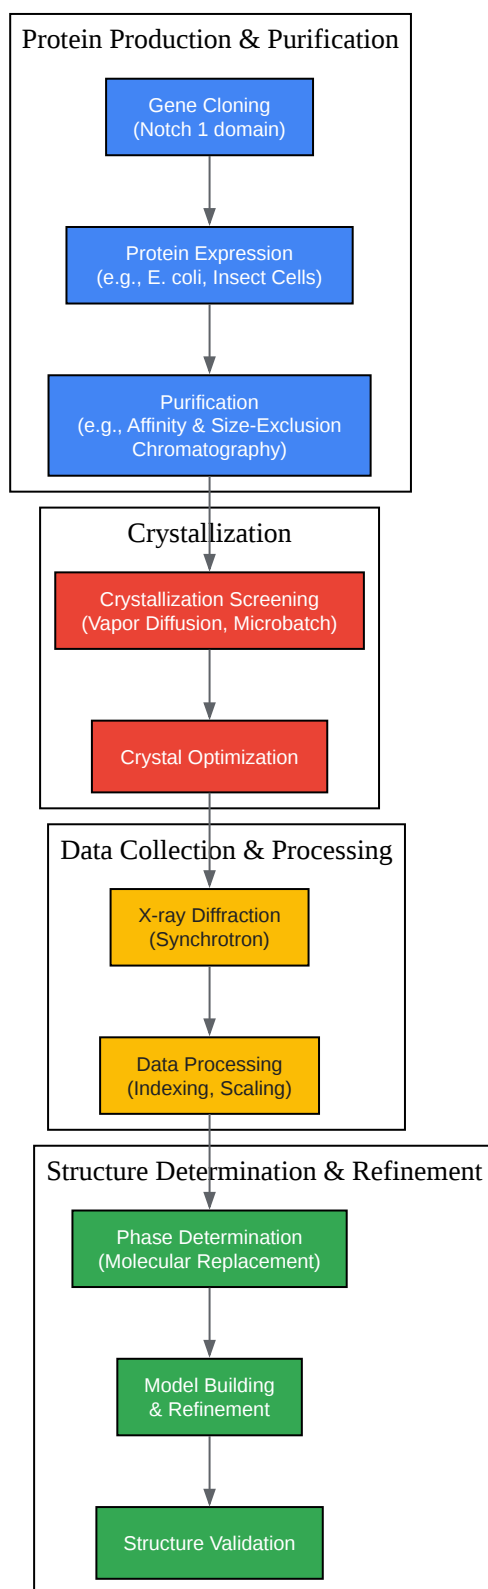 Protein Production & Purification
Gene Cloning
(Notch 1 domain)
Protein Expression
(e.g., E. coli, Insect Cells)
Purification
(e.g., Affinity & Size-Exclusion
Chromatography)
Crystallization
Crystallization Screening
(Vapor Diffusion, Microbatch)
Crystal Optimization
Data Collection & Processing
X-ray Diffraction
(Synchrotron)
Data Processing
(Indexing, Scaling)
Structure Determination & Refinement
Phase Determination
(Molecular Replacement)
Model Building
& Refinement
Structure Validation